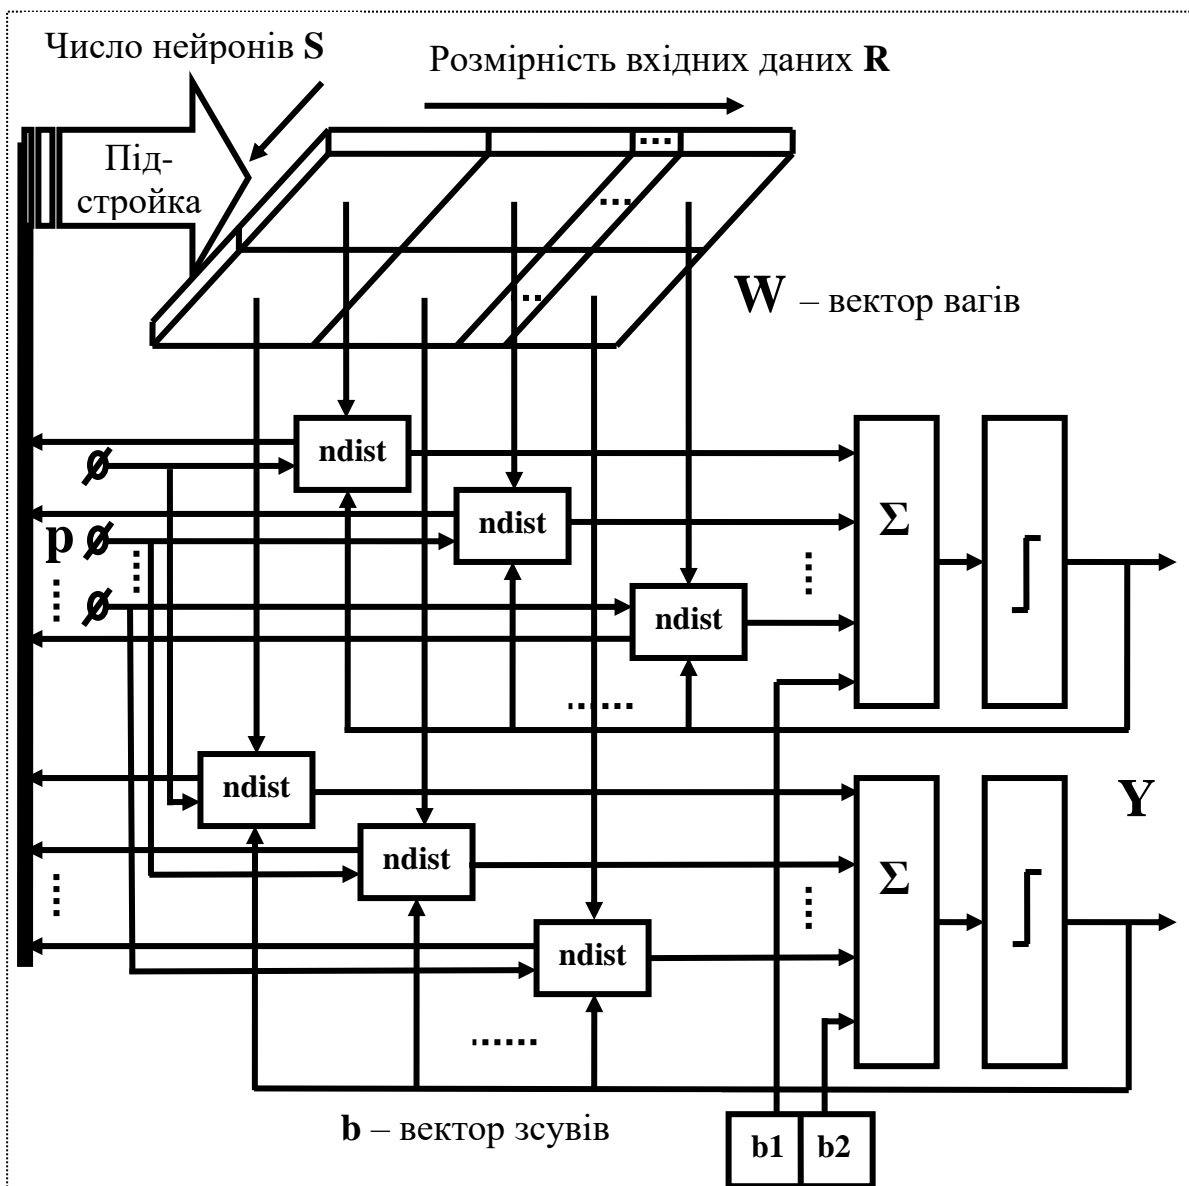 Число нейронів S
Розмірність вхідних даних R
Під-
стройка
...
...
..
W – вектор вагів
ndist
ndist
p
Σ
ndist
......
ndist
Y
ndist
Σ
ndist
......
b – вектор зсувів
b1 b2